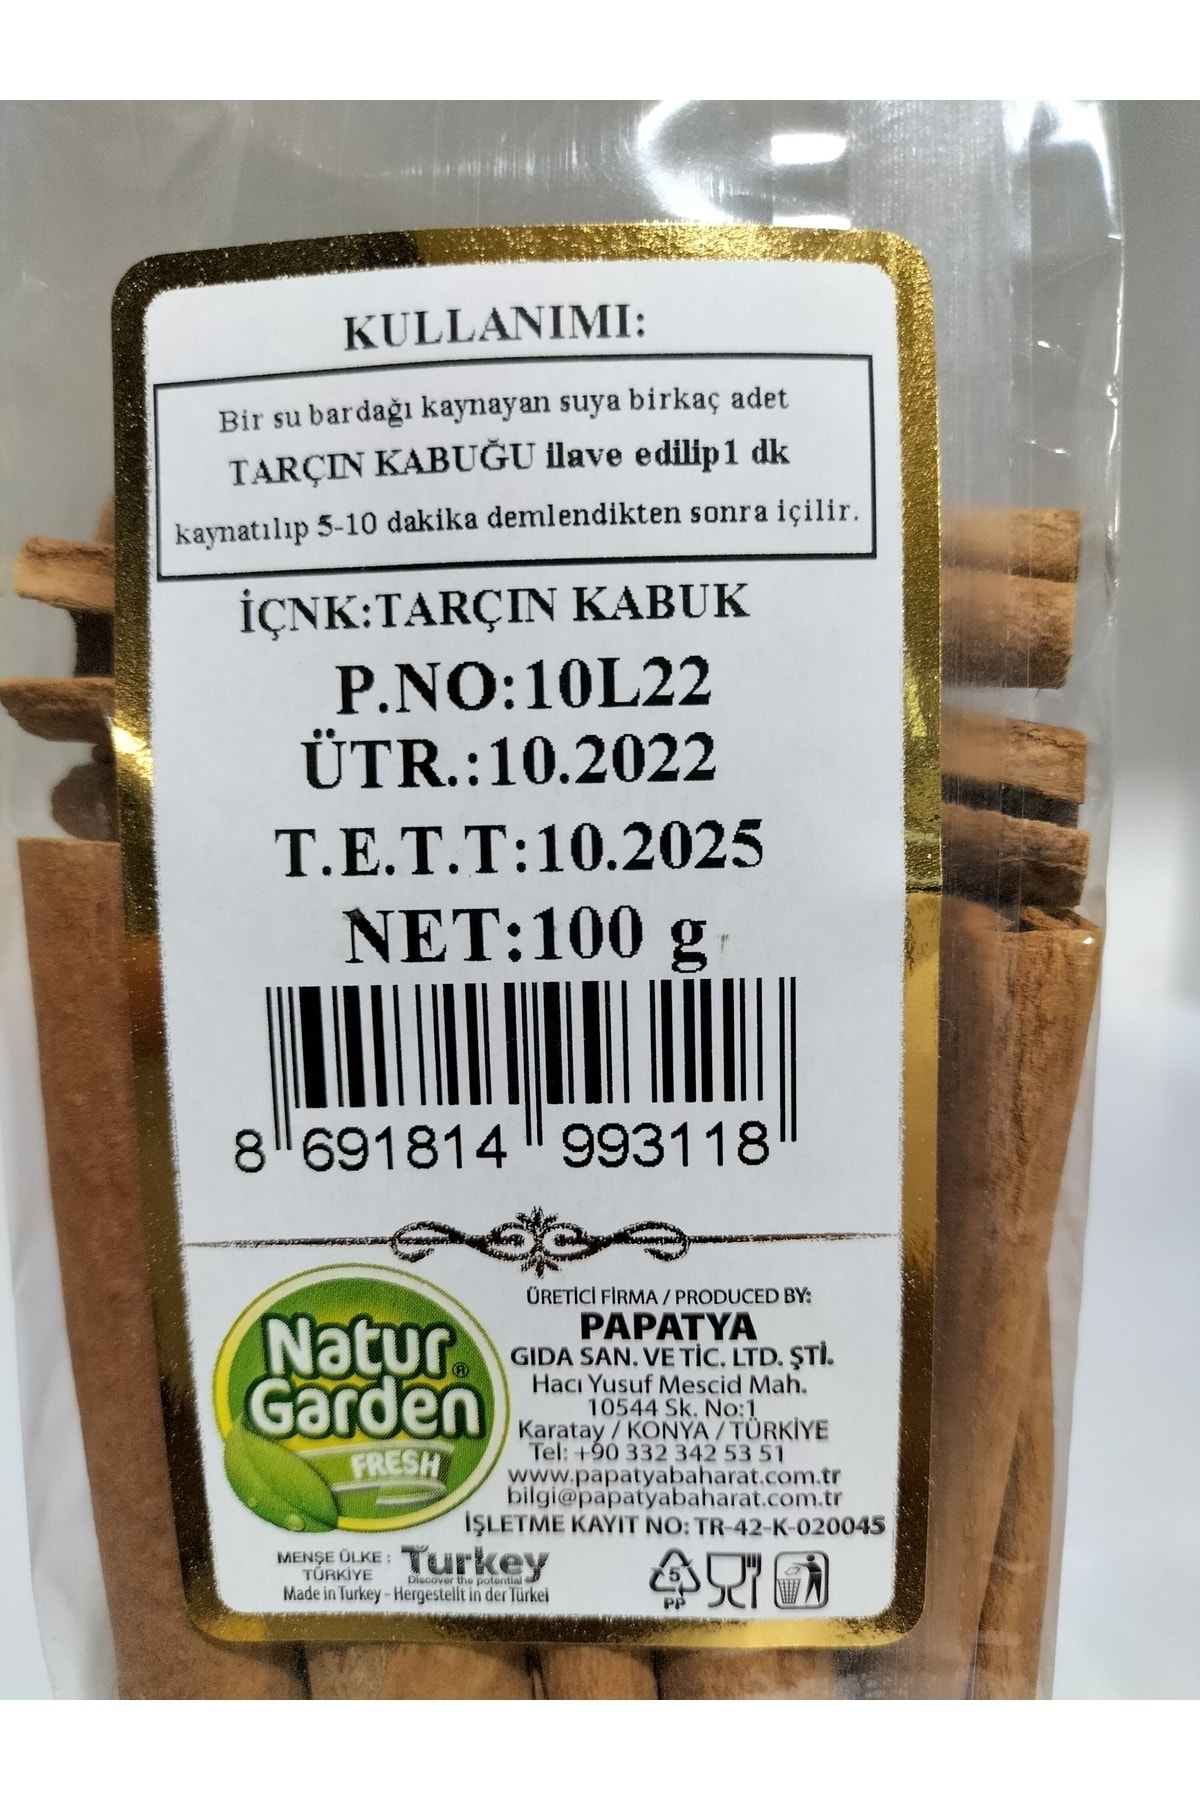 KULLANIMI:
Bir su bardağı kaynayan suya birkaç adet
TARÇIN KABUĞU ilave edilip1 dk
kaynatılıp 5-10 dakika demlendikten sonra içilir.
İÇNK:TARÇIN KABUK
P.NO:10L22
ÜTR.:10.2022
T.E.T.T:10.2025
NET:100 g
8 691814 993118
Natur
Garden®
FRESH
ÜRETİCİ FİRMA / PRODUCED BY:
PAPATYA
GIDA SAN. VE TİC. LTD. ŞTİ.
Hacı Yusuf Mescid Mah.
10544 Sk. No:1
Karatay / KONYA / TÜRKİYE
Tel: +90 332 342 53 51
www.papatyabaharat.com.tr
bilgi@papatyabaharat.com.tr
İŞLETME KAYIT NO: TR-42-K-020045
MENŞE ÜLKE :
TÜRKİYE
Turkey
Discover the potential
Made in Turkey - Hergestellt in der Türkei
5
PP